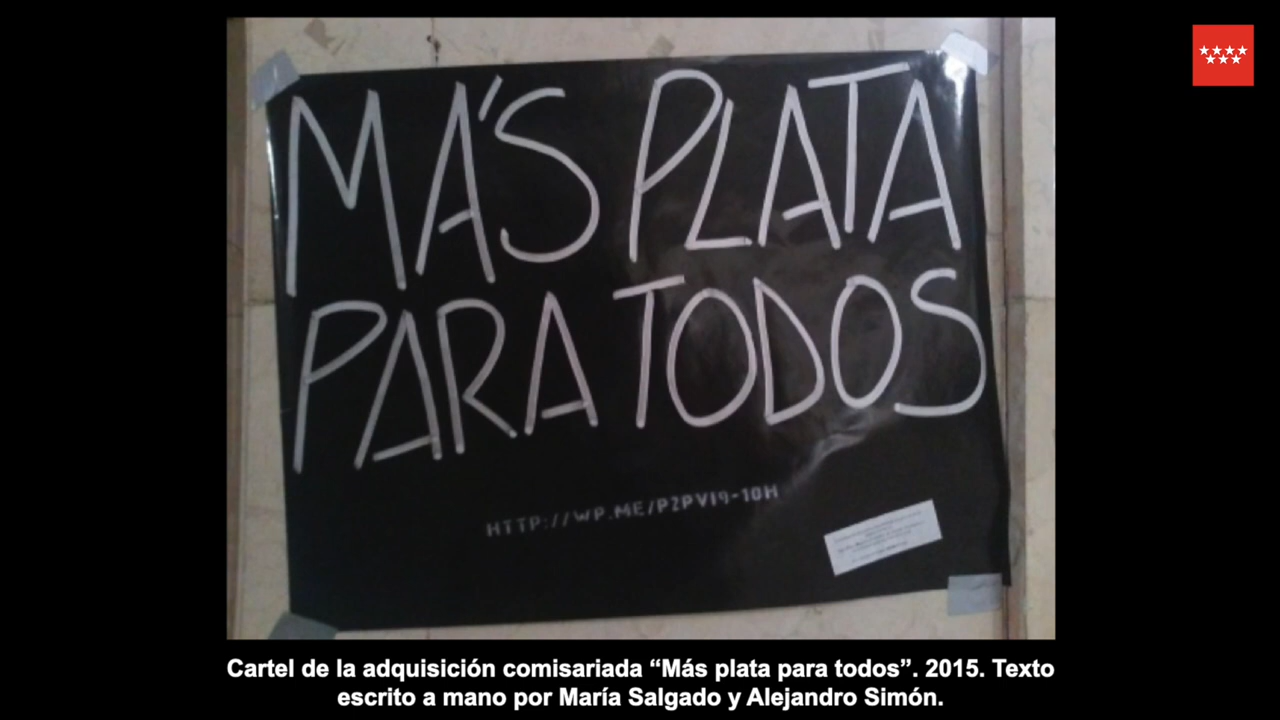 MÁS PLATA
PARA TODOS
HTTP://WP.ME/P2PVI9-10H
Cartel de la adquisición comisariada “Más plata para todos”. 2015. Texto
escrito a mano por María Salgado y Alejandro Simón.